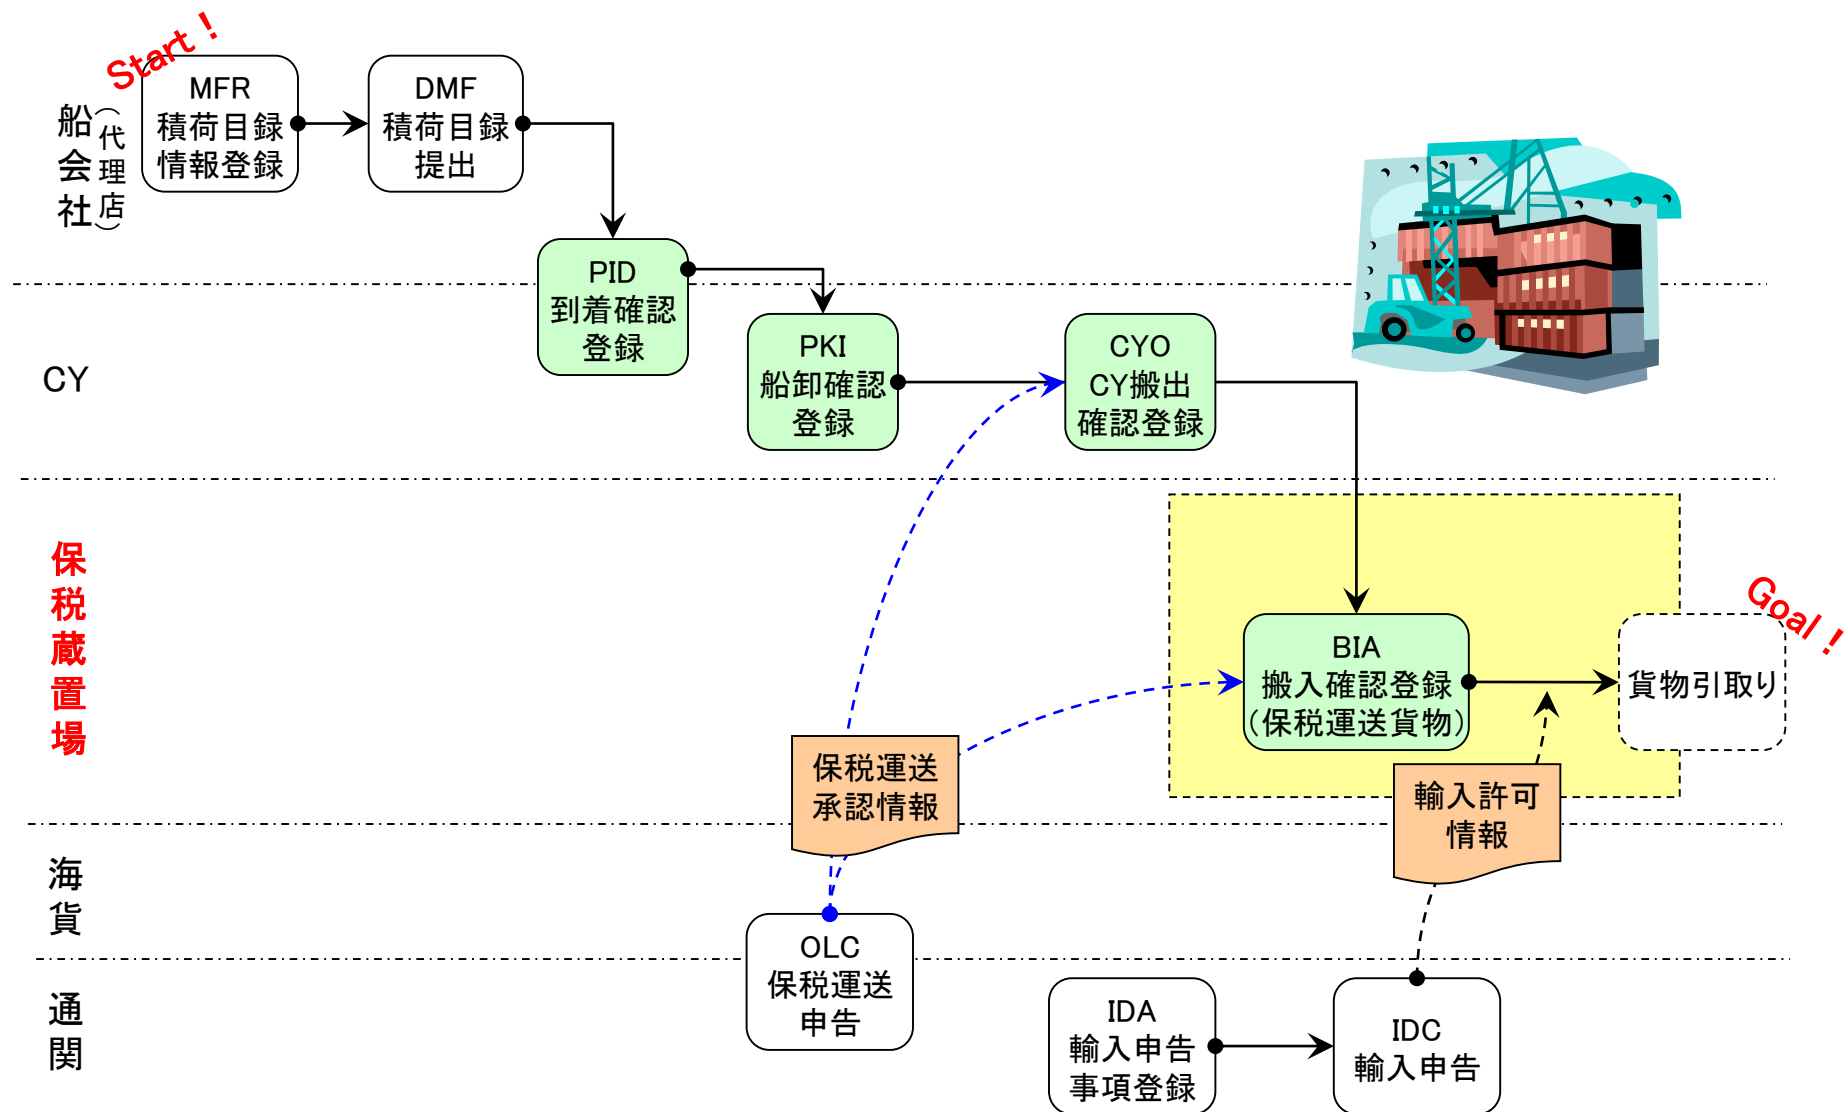 Start！
船会社
（代理店）
MFR
積荷目録
情報登録
DMF
積荷目録
提出
PID
到着確認
登録
CY
PKI
船卸確認
登録
CYO
CY搬出
確認登録
保税蔵置場
BIA
搬入確認登録
（保税運送貨物）
貨物引取り
Goal！
保税運送
承認情報
輸入許可
情報
海貨
OLC
保税運送
申告
通関
IDA
輸入申告
事項登録
IDC
輸入申告